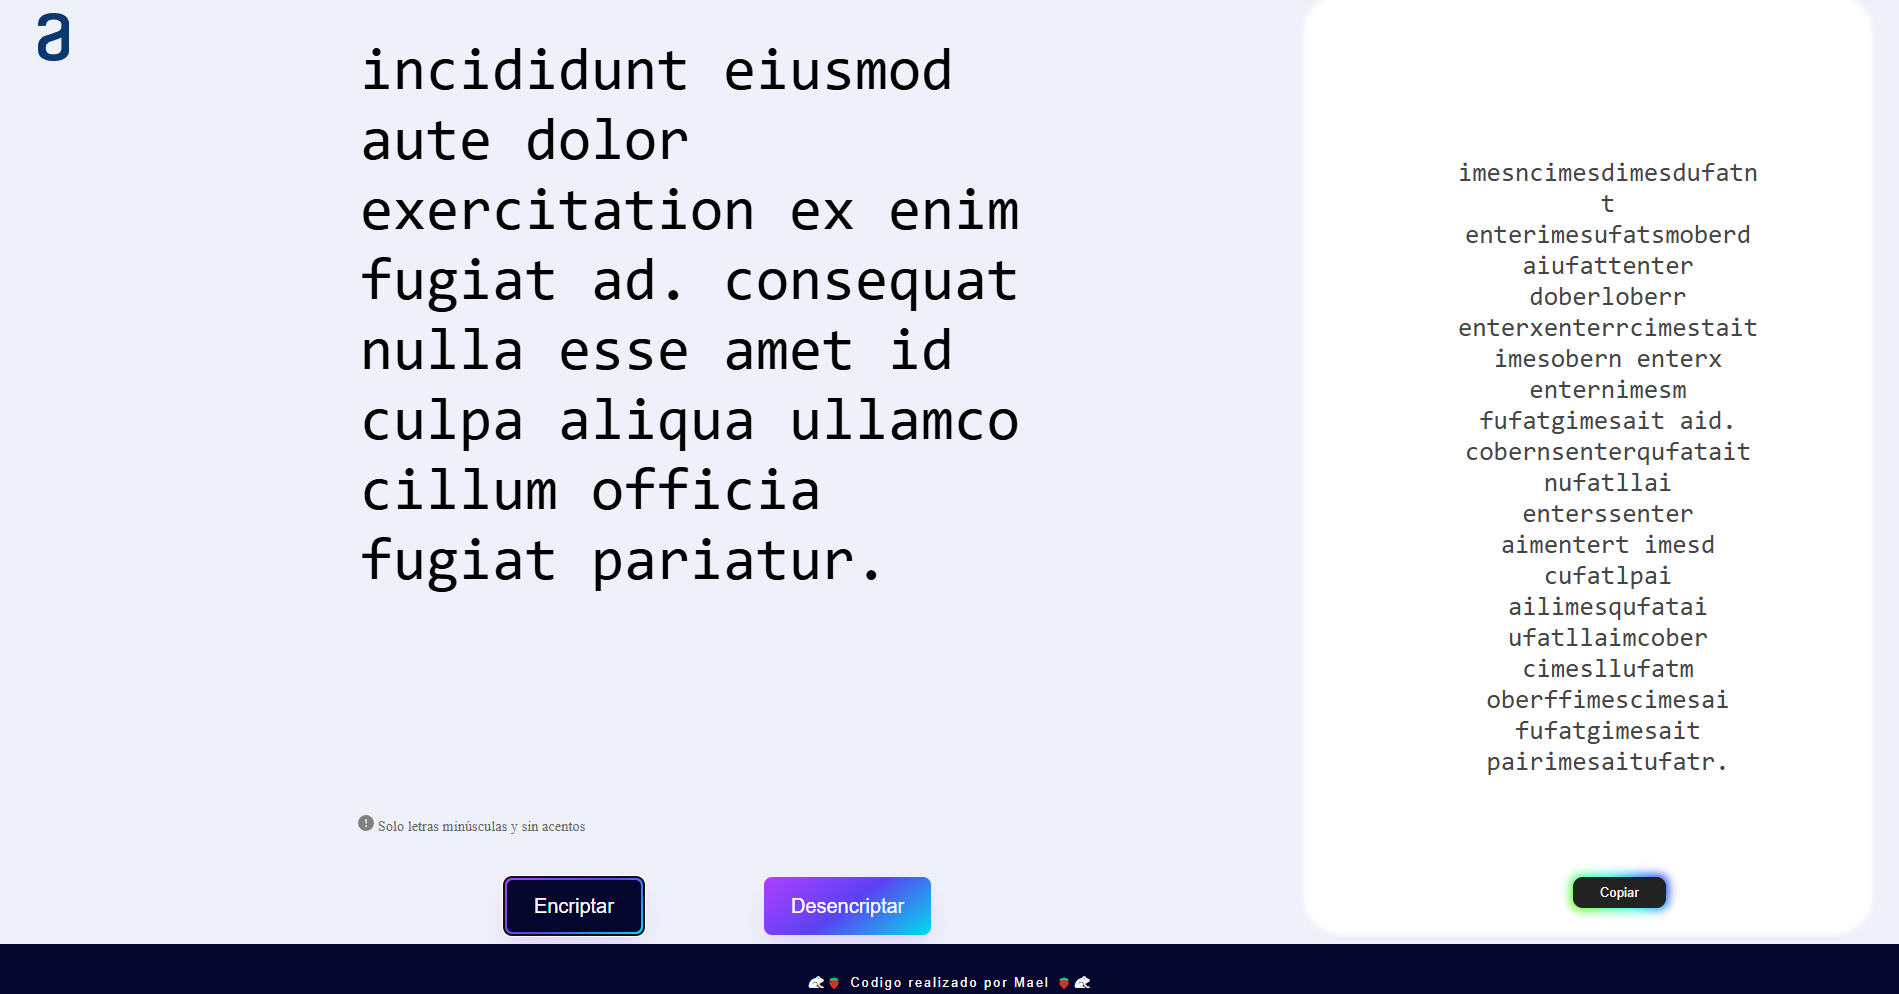 a
incididunt eiusmod
aute dolor
exercitation ex enim
fugiat ad. consequat
nulla esse amet id
culpa aliqua ullamco
cillum officia
fugiat pariatur.
Solo letras minúsculas y sin acentos
Encriptar
Desencriptar
imesncimesdimesdufatn
t
enterimesufatsmoberd
aiufattenter
doberloberr
enterxenterrcimestait
imesobern enterx
enternimesm
fufatgimesait aid.
cobernsenterqufatait
nufatllai
enterssenter
aimentert imesd
cufatlpai
ailimesqufatai
ufatllaimcober
cimesllufatm
oberffimescimesai
fufatgimesait
pairimesaitufatr.
Copiar
Codigo realizado por Mael